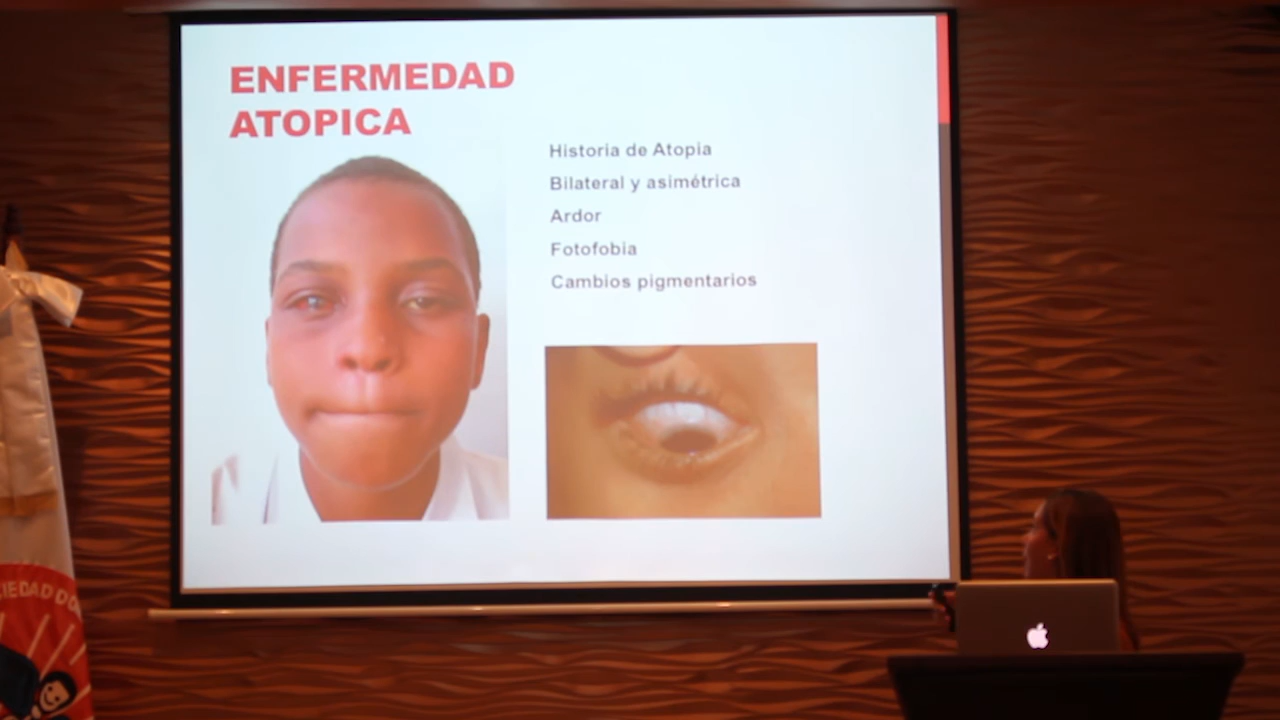 ENFERMEDAD
ATOPICA
Historia de Atopia
Bilateral y asimétrica
Ardor
Fotofobia
Cambios pigmentarios